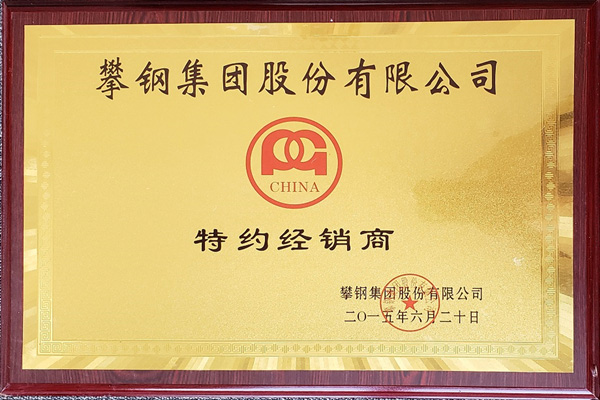 攀钢集团股份有限公司
PG
CHINA
特约经销商
攀钢集团股份有限公司
二〇一五年六月二十日